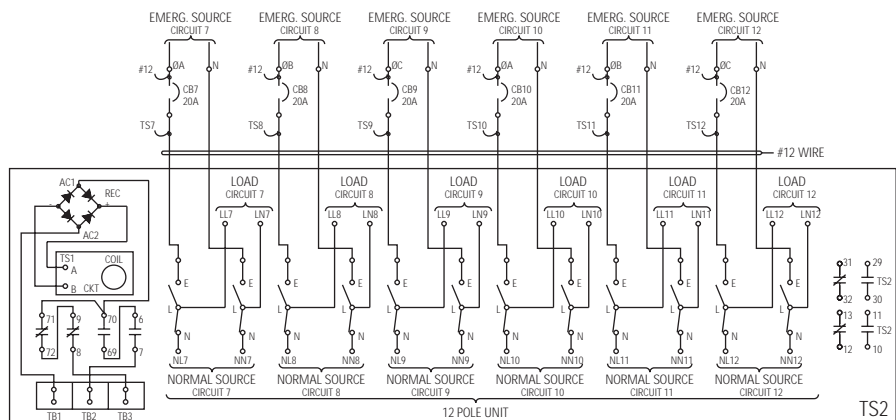 EMERG. SOURCE EMERG. SOURCE EMERG. SOURCE EMERG. SOURCE EMERG. SOURCE EMERG. SOURCE
CIRCUIT 7 CIRCUIT 8 CIRCUIT 9 CIRCUIT 10 CIRCUIT 11 CIRCUIT 12
#12 ØA N #12 ØB N #12 ØC N #12 ØA N #12 ØB N #12 ØC N
CB7 CB8 CB9 CB10 CB11 CB12
20A 20A 20A 20A 20A 20A
TS7 TS8 TS9 TS10 TS11 TS12
#12 WIRE
AC1 REC
- +
AC2
LOAD LOAD LOAD LOAD LOAD LOAD
CIRCUIT 7 CIRCUIT 8 CIRCUIT 9 CIRCUIT 10 CIRCUIT 11 CIRCUIT 12
LL7 LN7 LL8 LN8 LL9 LN9 LL10 LN10 LL11 LN11 LL12 LN12
TS1 COIL
A
B CKT
E E E E E E E E E E E E
L L L L L L L L L L L L
N N N N N N N N N N N N
31 29
TS2
32 30
13 11
TS2
12 10
71 9 70 6
72 8 69 7
NL7 NN7 NL8 NN8 NL9 NN9 NL10 NN10 NL11 NN11 NL12 NN12
NORMAL SOURCE NORMAL SOURCE NORMAL SOURCE NORMAL SOURCE NORMAL SOURCE NORMAL SOURCE
CIRCUIT 7 CIRCUIT 8 CIRCUIT 9 CIRCUIT 10 CIRCUIT 11 CIRCUIT 12
TB1 TB2 TB3
12 POLE UNIT
TS2